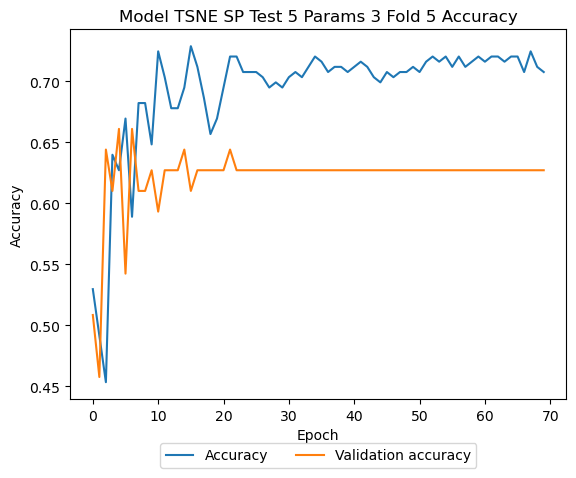 Model TSNE SP Test 5 Params 3 Fold 5 Accuracy
Accuracy
0.70
0.65
0.60
0.55
0.50
0.45
0 10 20 30 40 50 60 70
Epoch
Accuracy Validation accuracy